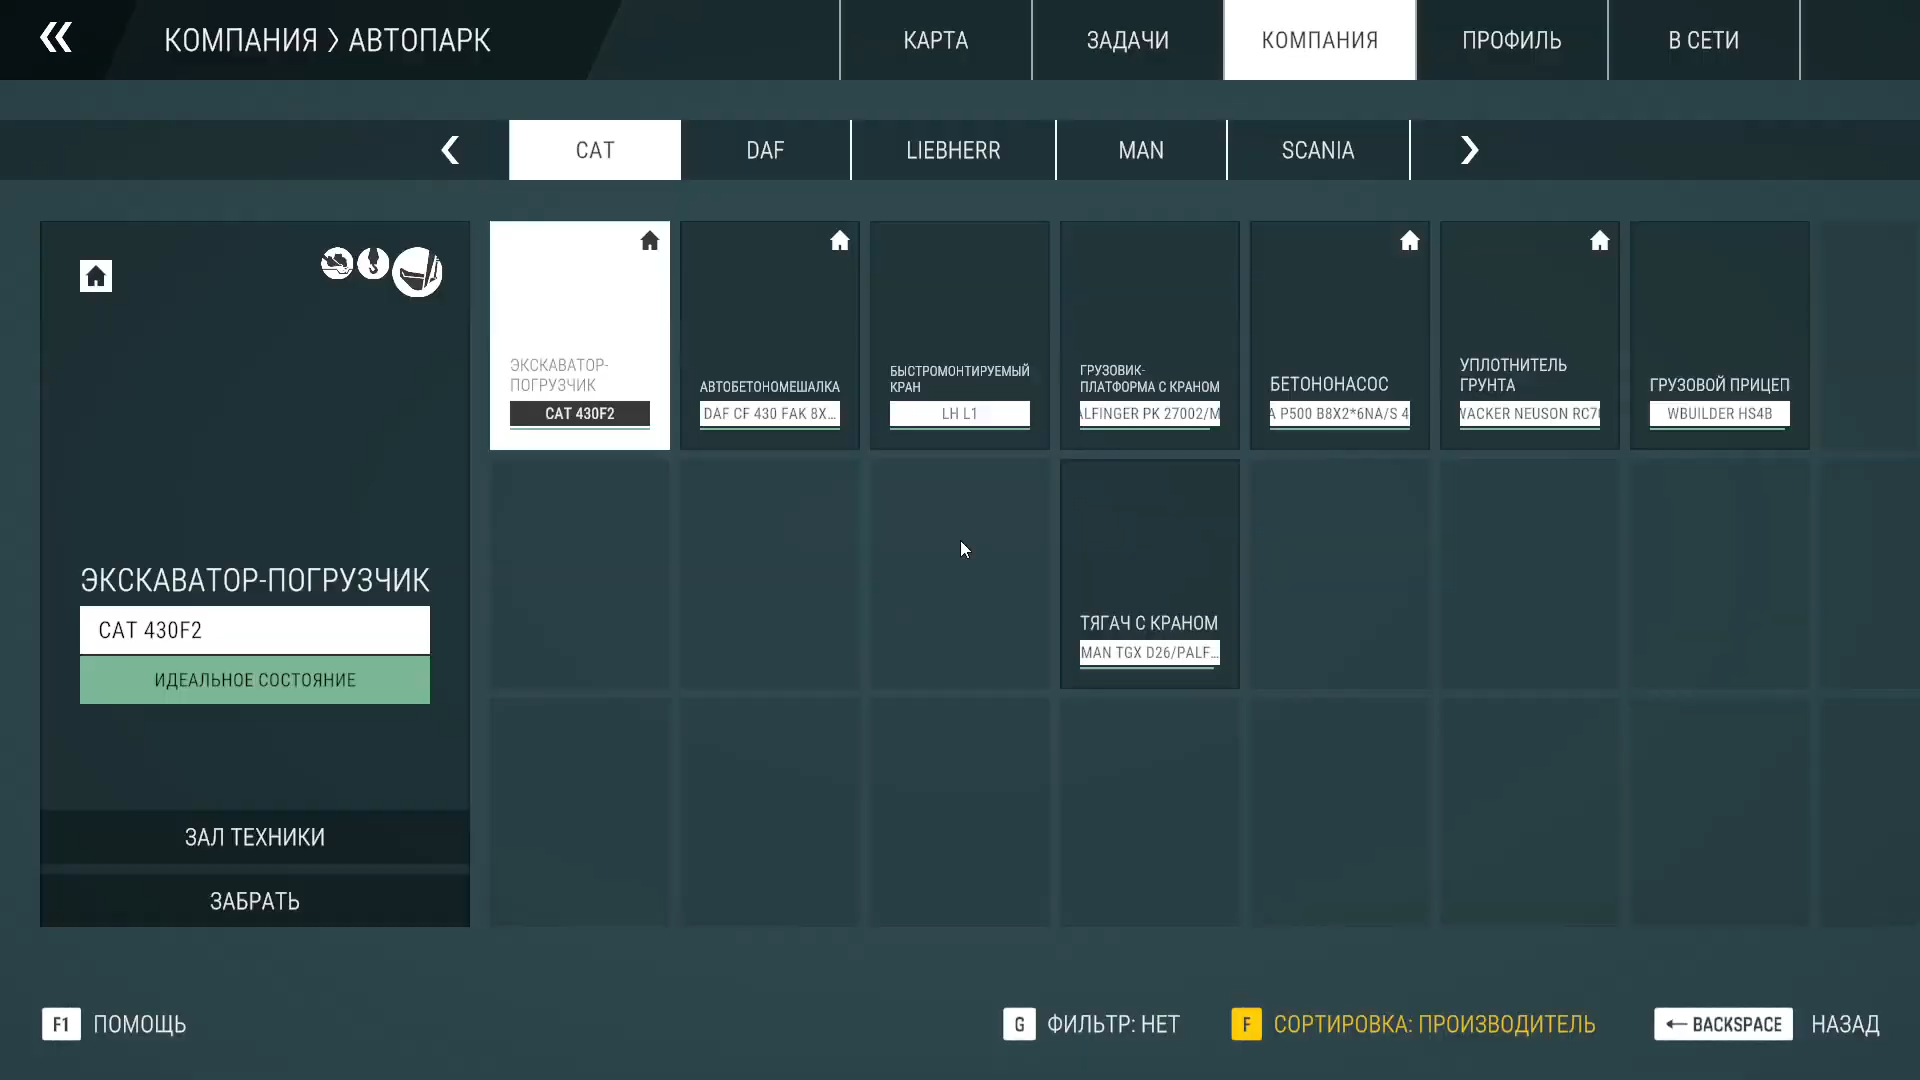 КОМПАНИЯ > АВТОПАРК
КАРТА
ЗАДАЧИ
КОМПАНИЯ
ПРОФИЛЬ
В СЕТИ
CAT
DAF
LIEBHERR
MAN
SCANIA
ЭКСКАВАТОР-ПОГРУЗЧИК
CAT 430F2
ИДЕАЛЬНОЕ СОСТОЯНИЕ
ЗАЛ ТЕХНИКИ
ЗАБРАТЬ
ЭКСКАВАТОР-
ПОГРУЗЧИК
CAT 430F2
АВТОБЕТОНОМЕШАЛКА
DAF CF 430 FAK 8X...
БЫСТРОМОНТИРУЕМЫЙ
КРАН
LH L1
ГРУЗОВИК-
ПЛАТФОРМА С КРАНОМ
ALFINGER PK 27002/M
БЕТОНОНАСОС
A P500 B8X2*6NA/S 4
УПЛОТНИТЕЛЬ
ГРУНТА
WACKER NEUSON RC70
ГРУЗОВОЙ ПРИЦЕП
WBUILDER HS4B
ТЯГАЧ С КРАНОМ
MAN TGX D26/PALF...
F1 ПОМОЩЬ
G ФИЛЬТР: НЕТ
F СОРТИРОВКА: ПРОИЗВОДИТЕЛЬ
← BACKSPACE НАЗАД